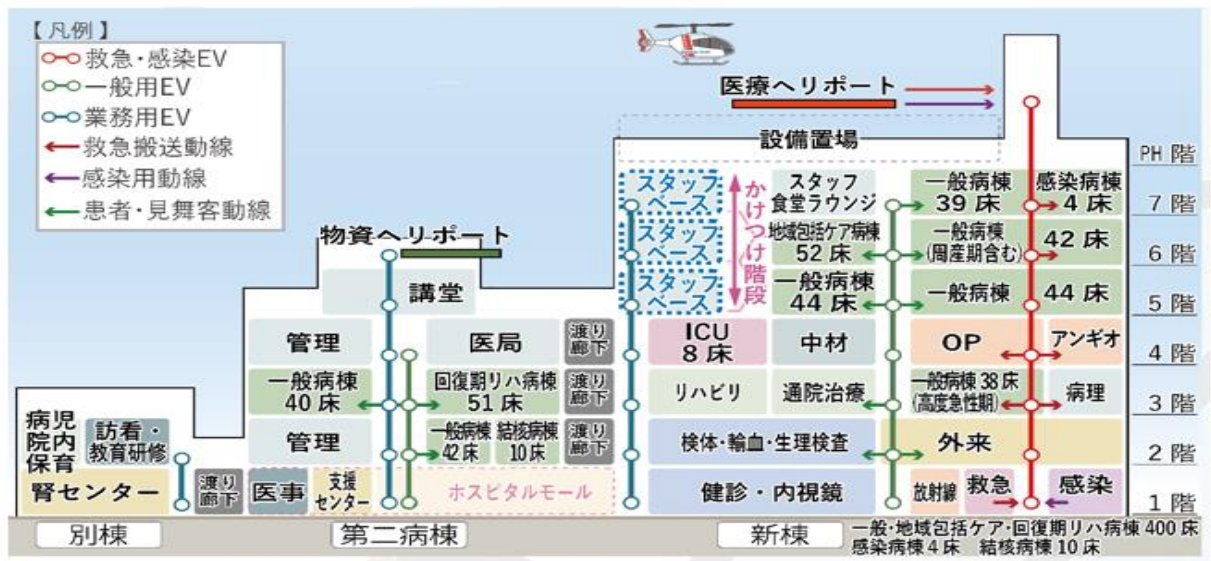 【凡例】
救急・感染EV
一般用EV
業務用EV
救急搬送動線
感染用動線
患者・見舞客動線
医療ヘリポート
設備置場
物資ヘリポート
PH階
7階
6階
5階
4階
3階
2階
1階
スタッフ
ベース
かけつけ階段
スタッフ
食堂ラウンジ
一般病棟
39床
感染病棟
4床
スタッフ
ベース
地域包括ケア病棟
52床
一般病棟
(周産期含む)
42床
スタッフ
ベース
一般病棟
44床
一般病棟
44床
講堂
管理
医局
渡り
廊下
ICU
8床
中材
OP
アンギオ
一般病棟
40床
回復期リハ病棟
51床
渡り
廊下
リハビリ
通院治療
一般病棟38床
(高度急性期)
病理
病児
院内
保育
訪看・
教育研修
管理
一般病棟
42床
結核病棟
10床
渡り
廊下
検体・輸血・生理検査
外来
腎センター
渡り
廊下
医事
支援
センター
ホスピタルモール
健診・内視鏡
放射線
救急
感染
別棟
第二病棟
新棟
一般・地域包括ケア・回復期リハ病棟400床
感染病棟4床 結核病棟10床